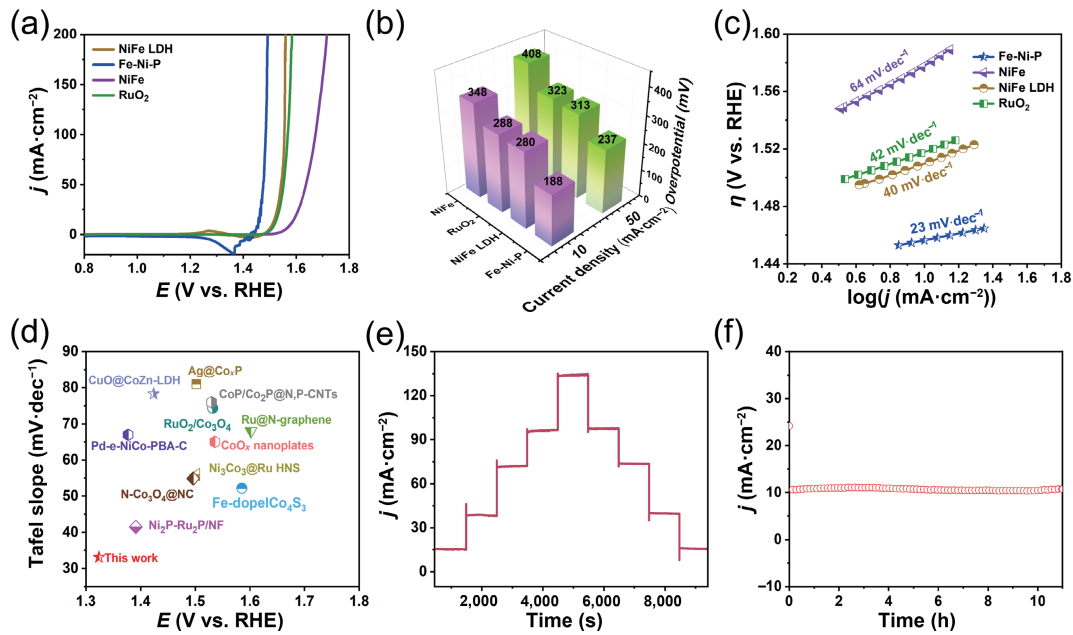 (a)
200
150
100
50
0
j (mA·cm⁻²)
NiFe LDH
Fe-Ni-P
NiFe
RuO₂
0.8 1.0 1.2 1.4 1.6 1.8
E (V vs. RHE)
(b)
408
348
323
313
288
280
237
188
400
300
200
100
0
Overpotential (mV)
NiFe
RuO₂
NiFe LDH
Fe-Ni-P
10
50
Current density (mA·cm⁻²)
(c)
1.60
1.56
1.52
1.48
1.44
η (V vs. RHE)
64 mV·dec⁻¹
42 mV·dec⁻¹
40 mV·dec⁻¹
23 mV·dec⁻¹
Fe-Ni-P
NiFe
NiFe LDH
RuO₂
0.2 0.4 0.6 0.8 1.0 1.2 1.4 1.6 1.8
log(j (mA·cm⁻²))
(d)
90
80
70
60
50
40
30
Tafel slope (mV·dec⁻¹)
Ag@CoₓP
CuO@CoZn-LDH
CoP/Co₂P@N,P-CNTs
RuO₂/Co₃O₄
Ru@N-graphene
Pd-e-NiCo-PBA-C
CoOₓ nanoplates
Ni₃Co₃@Ru HNS
N-Co₃O₄@NC
Fe-dopelCo₄S₃
Ni₂P-Ru₂P/NF
This work
1.3 1.4 1.5 1.6 1.7 1.8
E (V vs. RHE)
(e)
150
120
90
60
30
0
j (mA·cm⁻²)
2,000 4,000 6,000 8,000
Time (s)
(f)
40
30
20
10
0
−10
j (mA·cm⁻²)
0 2 4 6 8 10
Time (h)